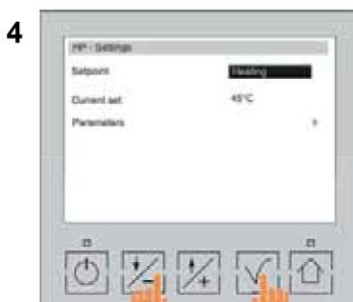 4
HP - Settings
Setpoint Heating
Current set 45°C
Parameters